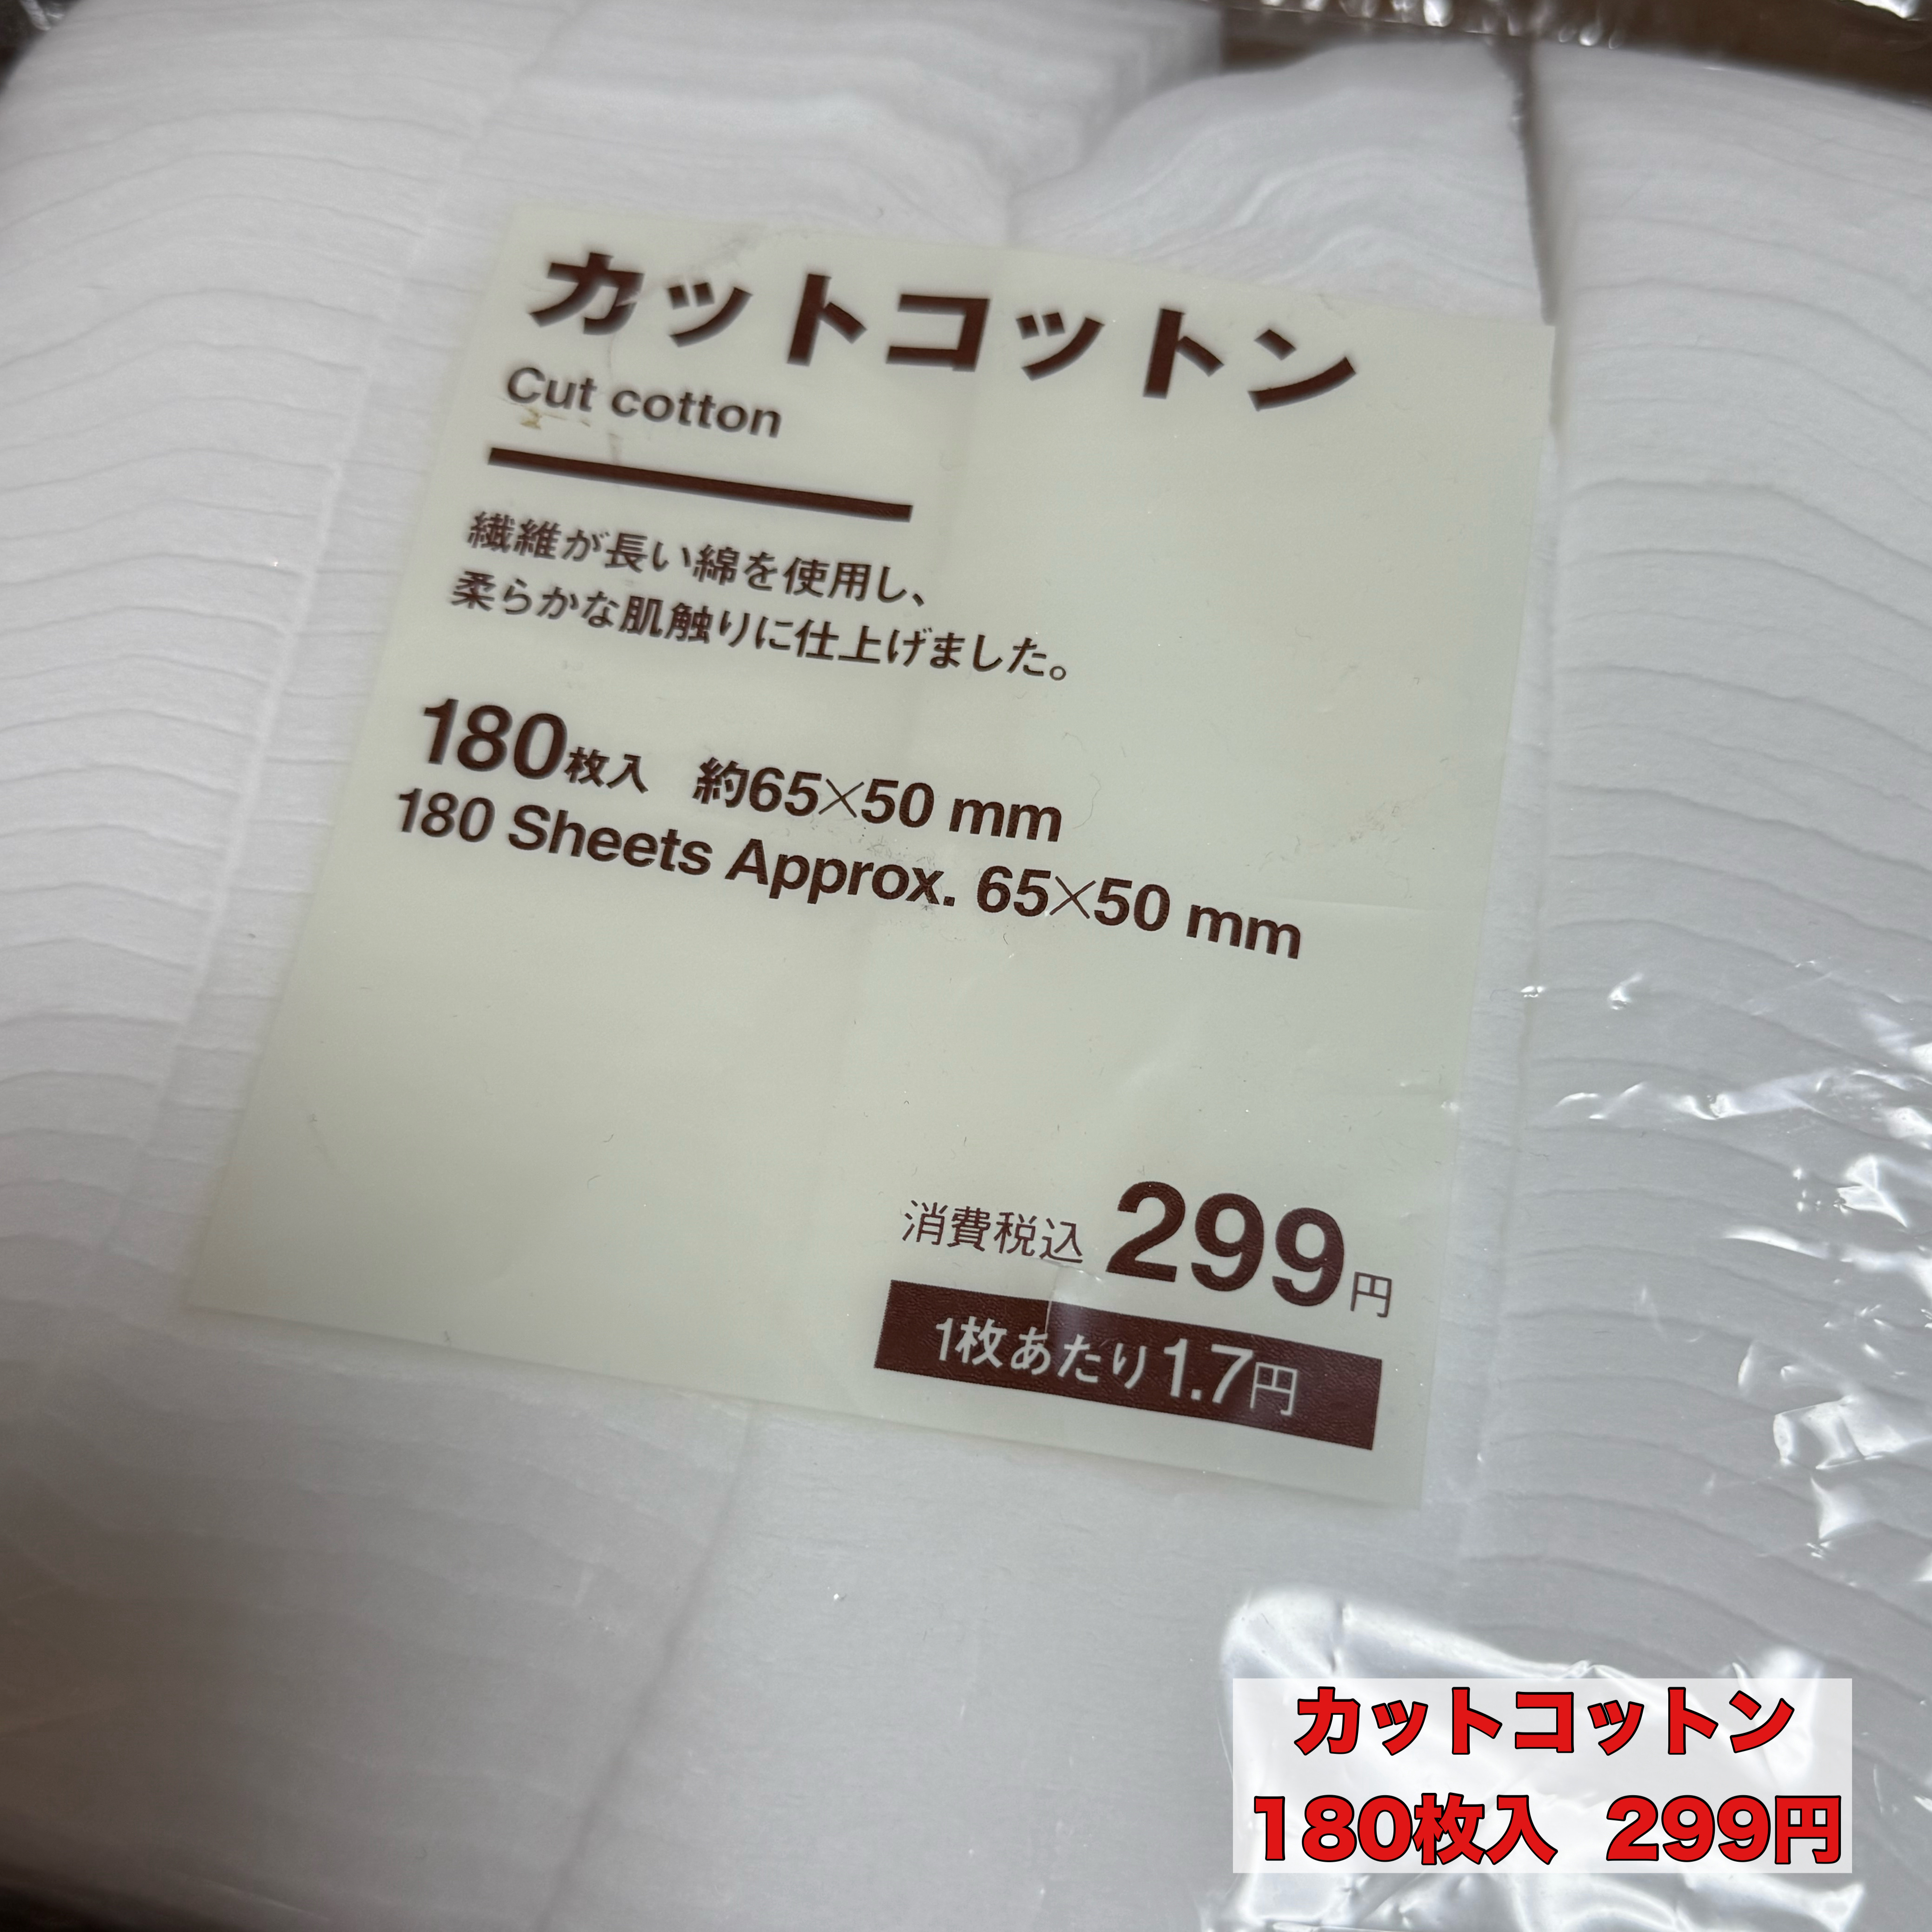 カットコットン
Cut cotton
繊維が長い綿を使用し、
柔らかな肌触りに仕上げました。
180枚入 約65×50 mm
180 Sheets Approx. 65×50 mm
消費税込 299円
1枚あたり1.7円
カットコットン
180枚入 299円